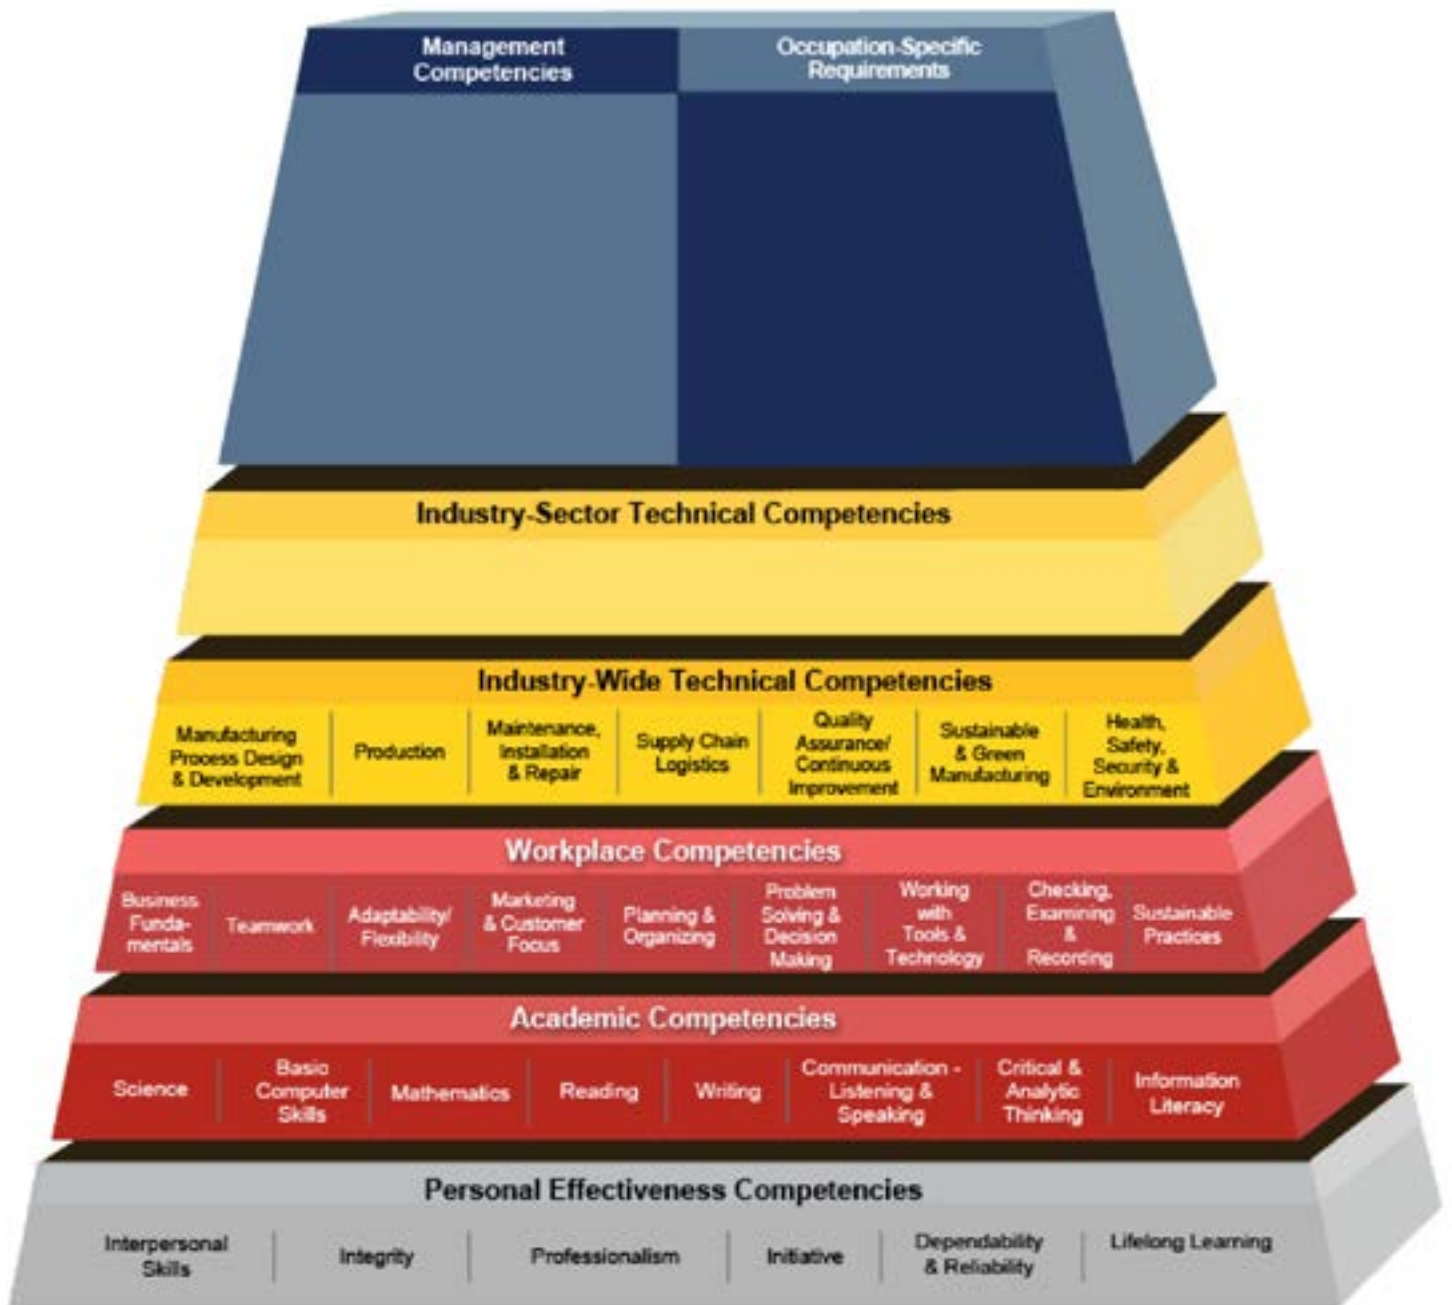 Management
Competencies
Occupation-Specific
Requirements
Industry-Sector Technical Competencies
Industry-Wide Technical Competencies
Manufacturing
Process Design
& Development
Production
Maintenance,
Installation
& Repair
Supply Chain
Logistics
Quality
Assurance/
Continuous
Improvement
Sustainable
& Green
Manufacturing
Health,
Safety,
Security &
Environment
Workplace Competencies
Business
Funda-
mentals
Teamwork
Adaptability/
Flexibility
Marketing
& Customer
Focus
Planning &
Organizing
Problem
Solving &
Decision
Making
Working
with
Tools &
Technology
Checking,
Examining
&
Recording
Sustainable
Practices
Academic Competencies
Science
Basic
Computer
Skills
Mathematics
Reading
Writing
Communication -
Listening &
Speaking
Critical &
Analytic
Thinking
Information
Literacy
Personal Effectiveness Competencies
Interpersonal
Skills
Integrity
Professionalism
Initiative
Dependability
& Reliability
Lifelong Learning